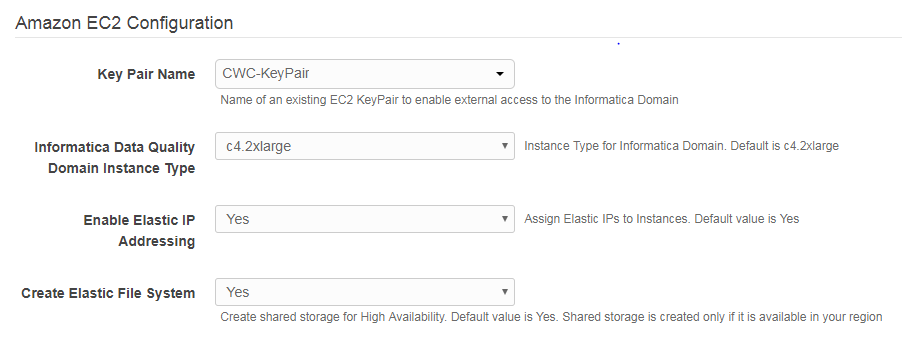 Amazon EC2 Configuration
Key Pair Name
CWC-KeyPair
Name of an existing EC2 KeyPair to enable external access to the Informatica Domain
Informatica Data Quality
Domain Instance Type
c4.2xlarge
Instance Type for Informatica Domain. Default is c4.2xlarge
Enable Elastic IP
Addressing
Yes
Assign Elastic IPs to Instances. Default value is Yes
Create Elastic File System
Yes
Create shared storage for High Availability. Default value is Yes. Shared storage is created only if it is available in your region